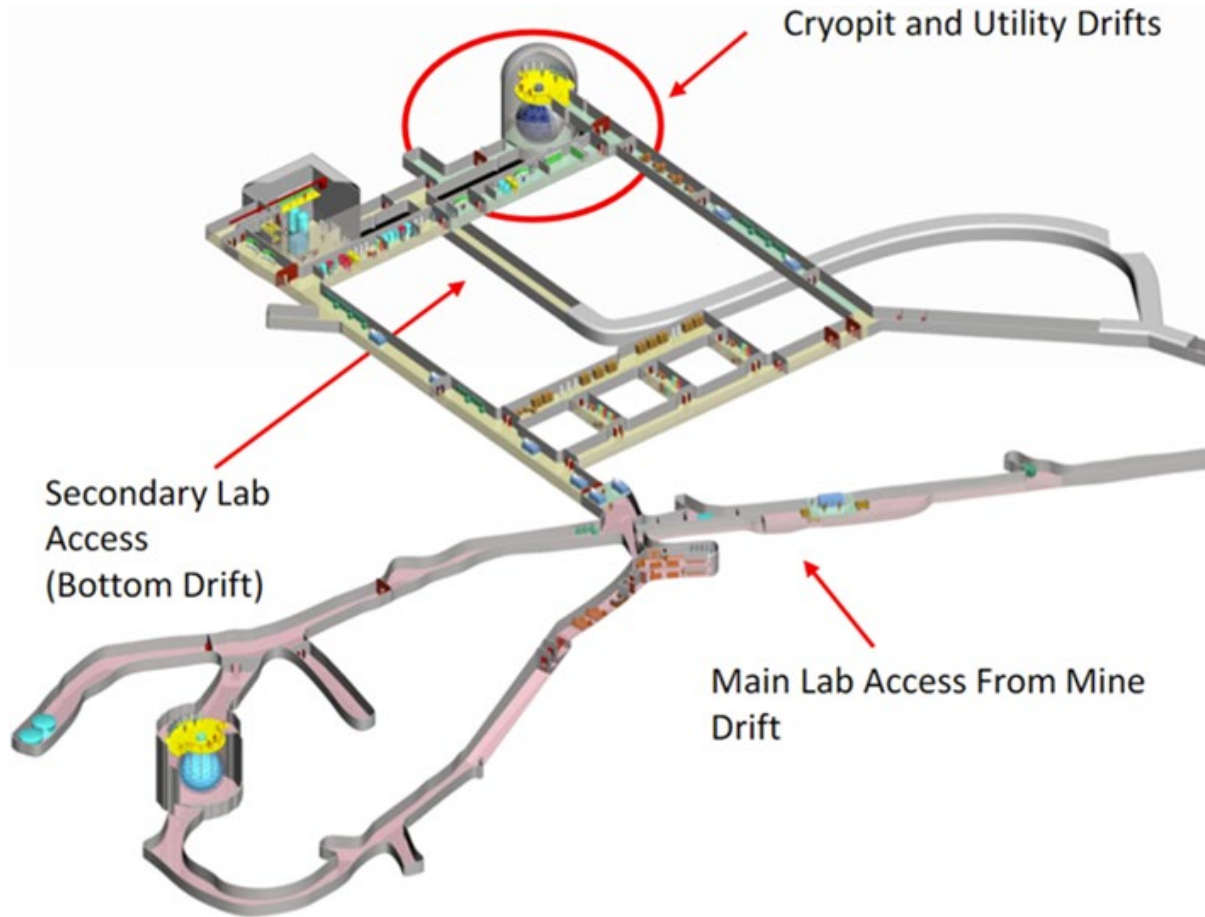 Cryopit and Utility Drifts
Secondary Lab
Access
(Bottom Drift)
Main Lab Access From Mine
Drift